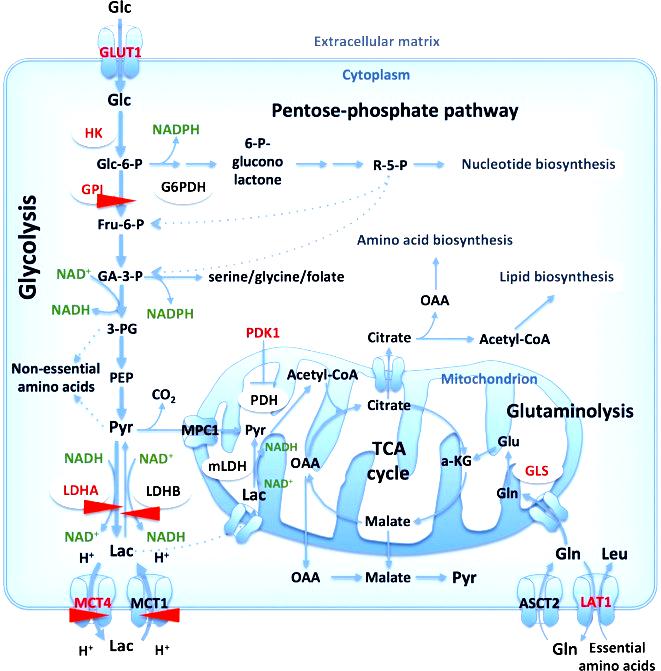 Glc
Extracellular matrix
GLUT1
Cytoplasm
Glc
Pentose-phosphate pathway
HK
NADPH
6-P-
glucono
lactone
Glc-6-P
R-5-P
Nucleotide biosynthesis
GPI
G6PDH
Glycolysis
Fru-6-P
Amino acid biosynthesis
NAD+
GA-3-P
serine/glycine/folate
Lipid biosynthesis
OAA
NADH
NADPH
3-PG
PDK1
Citrate
Acetyl-CoA
Non-essential
amino acids
PEP
Acetyl-CoA
Mitochondrion
CO2
PDH
Citrate
Glutaminolysis
Pyr
MPC1
Pyr
Glu
NADH
TCA
cycle
NADH
NAD+
mLDH
OAA
a-KG
GLS
NAD+
LDHA
LDHB
Lac
Gln
Malate
NAD+
NADH
H+
Lac
H+
Gln
Leu
OAA
Malate
Pyr
MCT4
MCT1
ASCT2
LAT1
H+
Lac
H+
Gln
Essential
amino acids